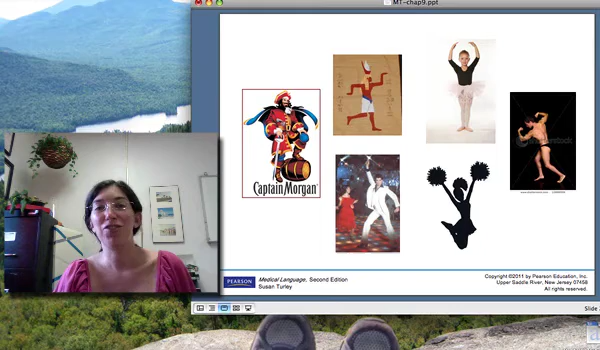 MT-chap9.ppt
Captain Morgan
PEARSON
Medical Language, Second Edition
Susan Turley
Copyright ©2011 by Pearson Education, Inc.
Upper Saddle River, New Jersey 07458
All rights reserved.
Slide